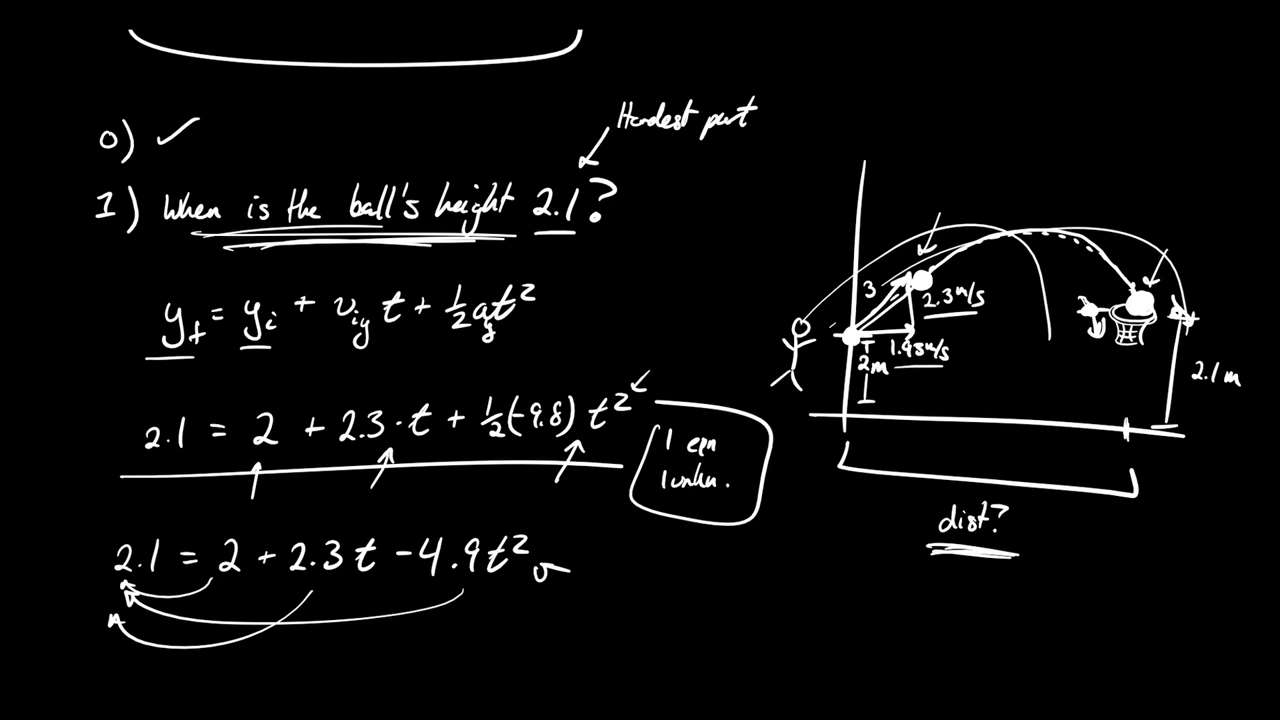 0) ✓
Hardest part
1) When is the ball's height 2.1?
y_f = y_i + v_iy t + ½ a_y t²
2.1 = 2 + 2.3 · t + ½(-9.8) t²
1 eqn
1 unkn.
2.1 = 2 + 2.3t - 4.9t²
3
2.3 m/s
1.93 m/s
2m
2.1 m
dist?